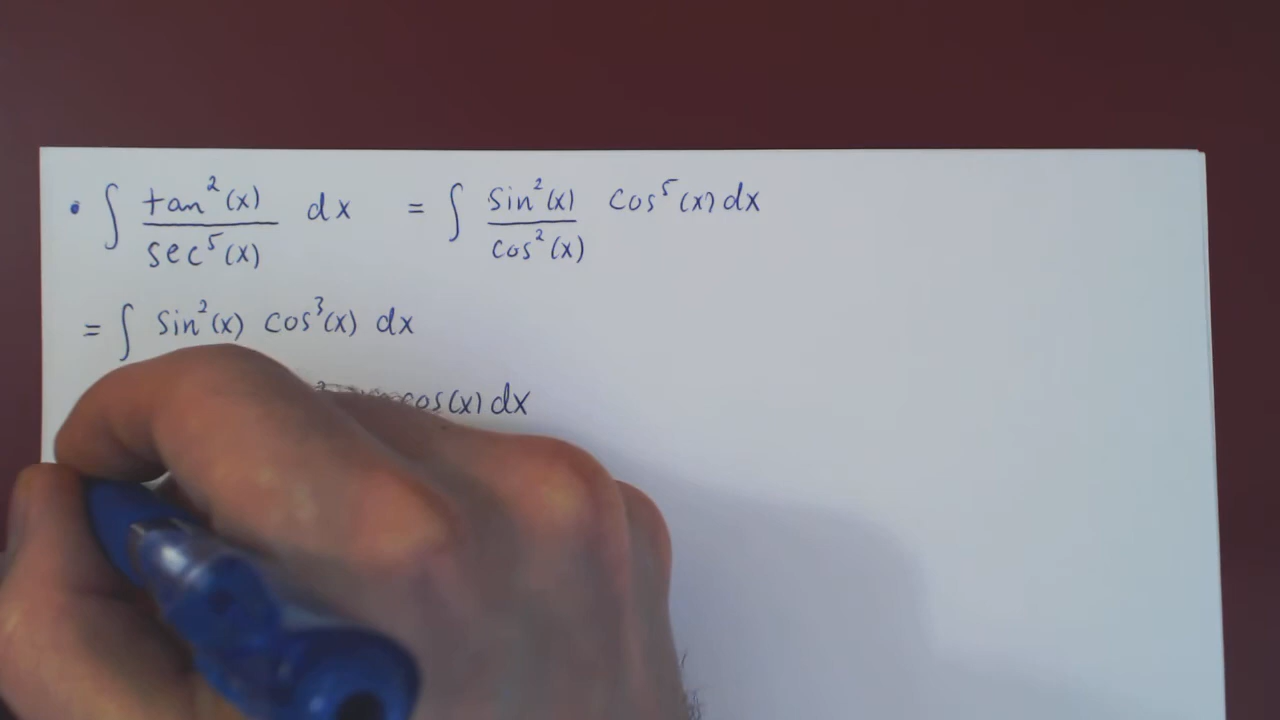 • ∫ tan²(x) / sec⁵(x) dx = ∫ sin²(x) / cos²(x) cos⁵(x) dx
= ∫ sin²(x) cos³(x) dx
cos(x) dx